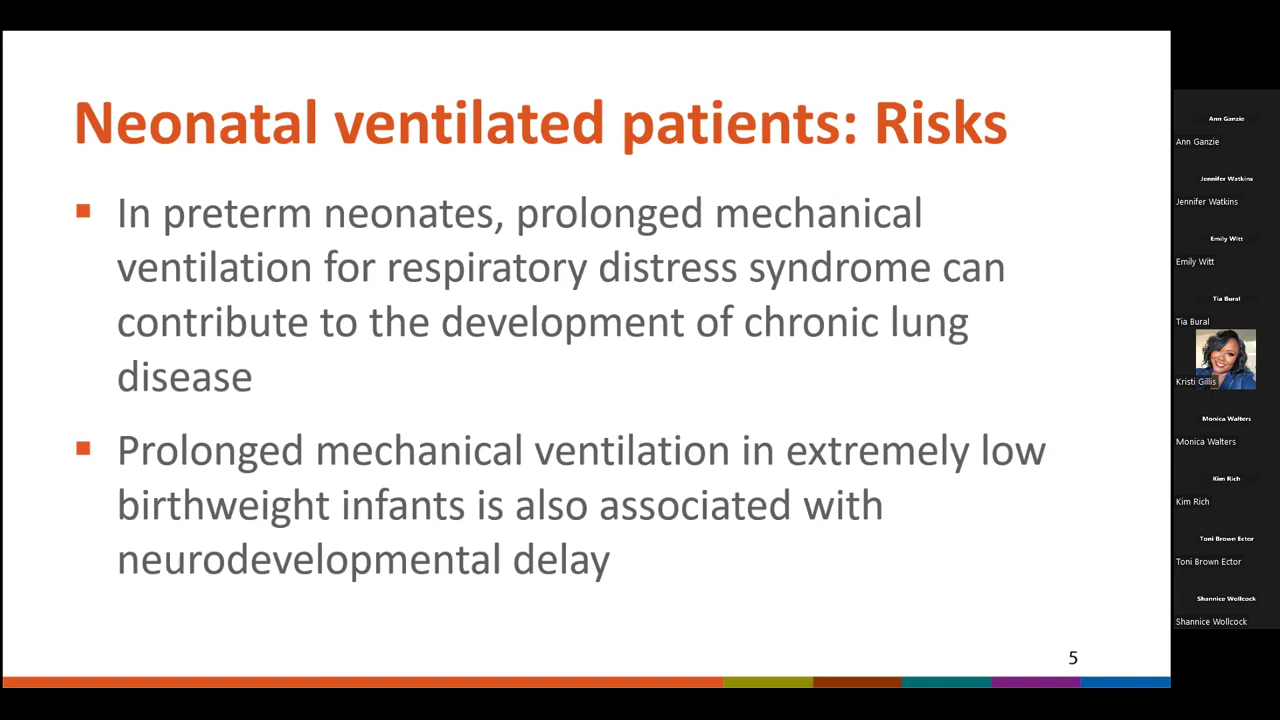 Neonatal ventilated patients: Risks
In preterm neonates, prolonged mechanical
ventilation for respiratory distress syndrome can
contribute to the development of chronic lung
disease
Prolonged mechanical ventilation in extremely low
birthweight infants is also associated with
neurodevelopmental delay
5
Ann Ganzie
Ann Ganzie
Jennifer Watkins
Jennifer Watkins
Emily Witt
Emily Witt
Tia Bural
Tia Bural
Kristi Gillis
Monica Walters
Monica Walters
Kim Rich
Kim Rich
Toni Brown Ector
Toni Brown Ector
Shannice Wollcock
Shannice Wollcock